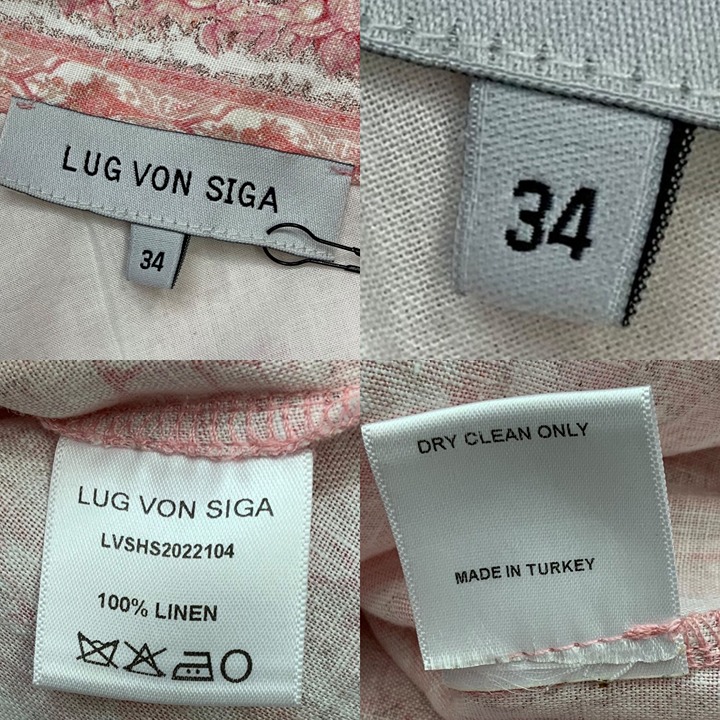 LUG VON SIGA
34
34
LUG VON SIGA
LVSHS2022104
100% LINEN
DRY CLEAN ONLY
MADE IN TURKEY